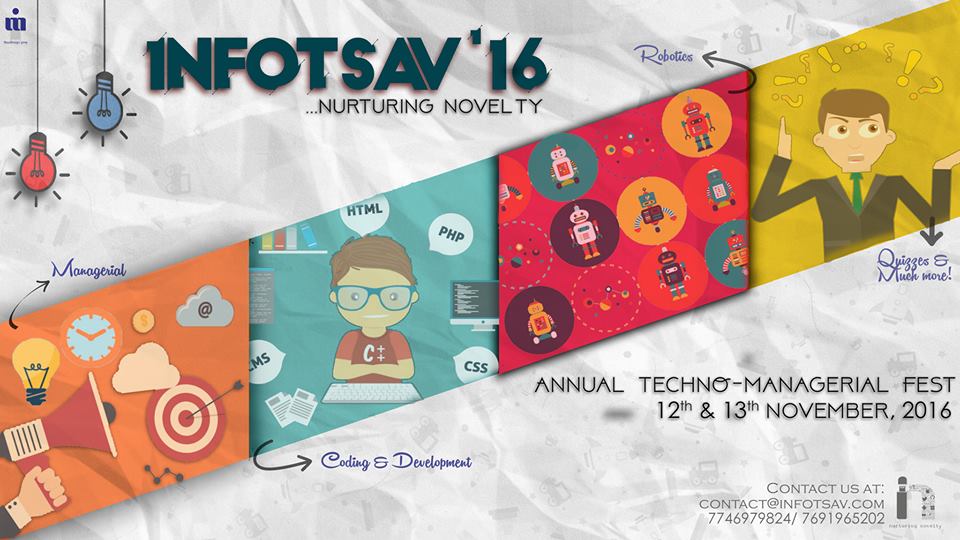 INFOTSAV '16
...NURTURING NOVELTY
Robotics
Managerial
HTML
PHP
CMS
C++
CSS
@
$
Quizzes &
Much more!
Coding & Development
ANNUAL TECHNO-MANAGERIAL FEST
12th & 13th NOVEMBER, 2016
CONTACT US AT:
CONTACT@INFOTSAV.COM
7746979824/ 7691965202
nurturing novelty